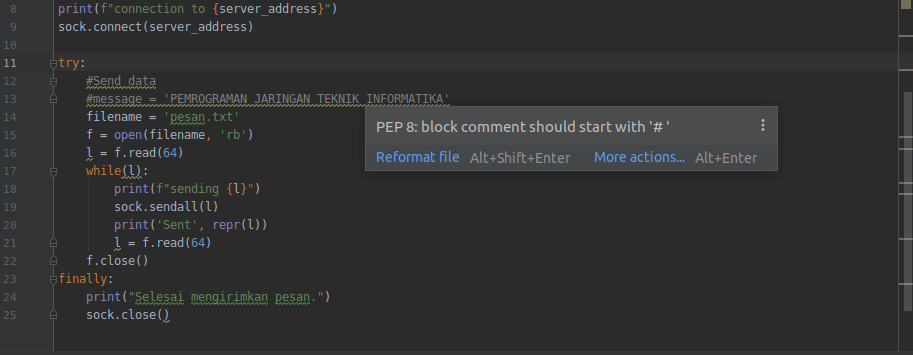 8 print(f"connection to {server_address}")
9 sock.connect(server_address)
10
11 try:
12 #Send data
13 #message = 'PEMROGRAMAN JARINGAN TEKNIK INFORMATIKA'
14 filename = 'pesan.txt'
15 f = open(filename, 'rb')
16 l = f.read(64)
17 while(l):
18 print(f"sending {l}")
19 sock.sendall(l)
20 print('Sent', repr(l))
21 l = f.read(64)
22 f.close()
23 finally:
24 print("Selesai mengirimkan pesan.")
25 sock.close()
PEP 8: block comment should start with '# '
Reformat file Alt+Shift+Enter More actions... Alt+Enter